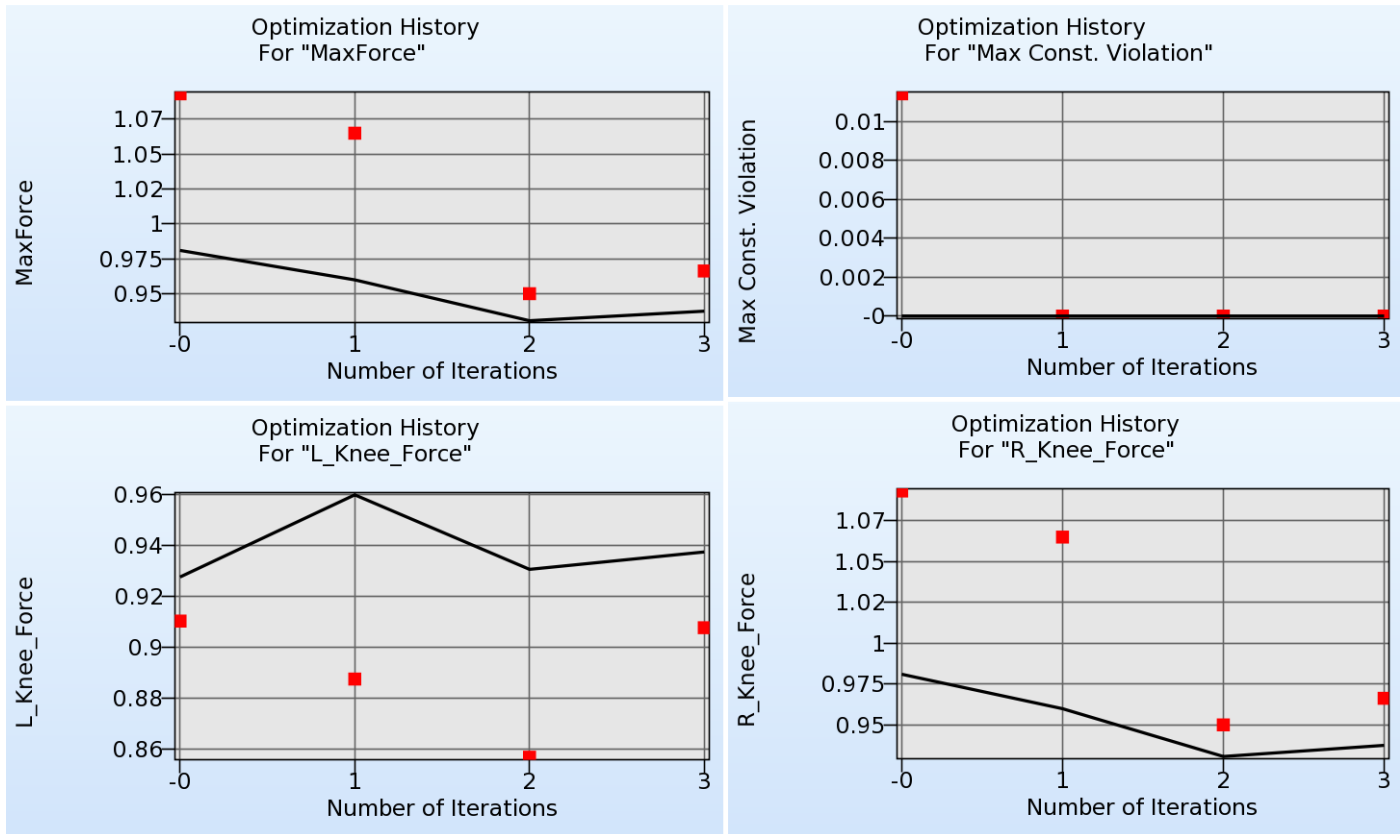 Optimization History
For "MaxForce"
MaxForce
1.07
1.05
1.02
1
0.975
0.95
-0
1
2
3
Number of Iterations
Optimization History
For "Max Const. Violation"
Max Const. Violation
0.01
0.008
0.006
0.004
0.002
-0
-0
1
2
3
Number of Iterations
Optimization History
For "L_Knee_Force"
L_Knee_Force
0.96
0.94
0.92
0.9
0.88
0.86
-0
1
2
3
Number of Iterations
Optimization History
For "R_Knee_Force"
R_Knee_Force
1.07
1.05
1.02
1
0.975
0.95
-0
1
2
3
Number of Iterations